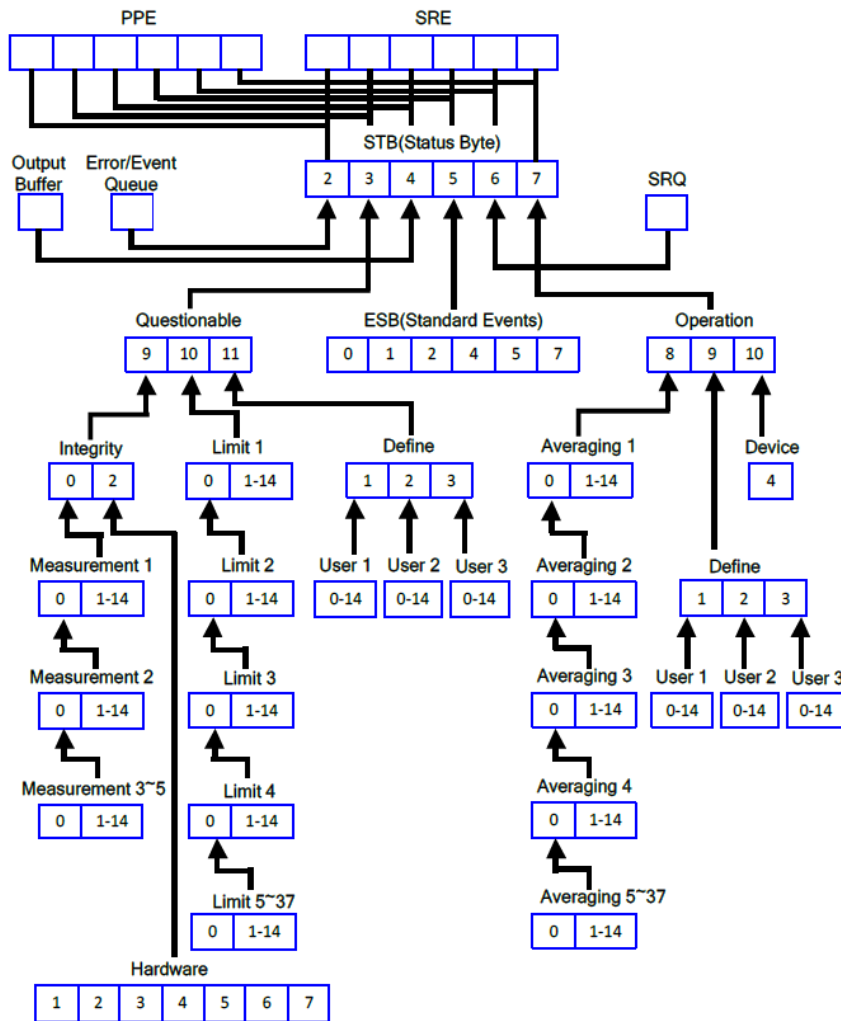 PPE SRE
STB(Status Byte)
Output Buffer
Error/Event Queue
2 3 4 5 6 7
SRQ
Questionable
9 10 11
ESB(Standard Events)
0 1 2 4 5 7
Operation
8 9 10
Integrity
0 2
Limit 1
0 1-14
Define
1 2 3
Averaging 1
0 1-14
Device
4
Measurement 1
0 1-14
Limit 2
0 1-14
User 1 User 2 User 3
0-14 0-14 0-14
Averaging 2
0 1-14
Define
1 2 3
Measurement 2
0 1-14
Limit 3
0 1-14
Averaging 3
0 1-14
User 1 User 2 User 3
0-14 0-14 0-14
Measurement 3~5
0 1-14
Limit 4
0 1-14
Averaging 4
0 1-14
Limit 5~37
0 1-14
Averaging 5~37
0 1-14
Hardware
1 2 3 4 5 6 7